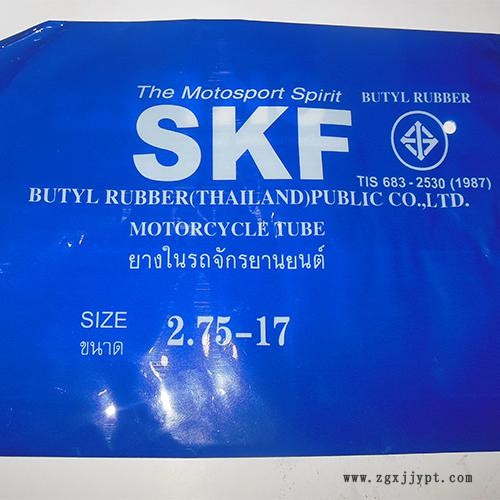 The Motosport Spirit
BUTYL RUBBER
SKF
TIS 683 - 2530 (1987)
BUTYL RUBBER(THAILAND)PUBLIC CO.,LTD.
MOTORCYCLE TUBE
ยางในรถจักรยานยนต์
SIZE 2.75-17
ขนาด
www.zgxjjypt.com